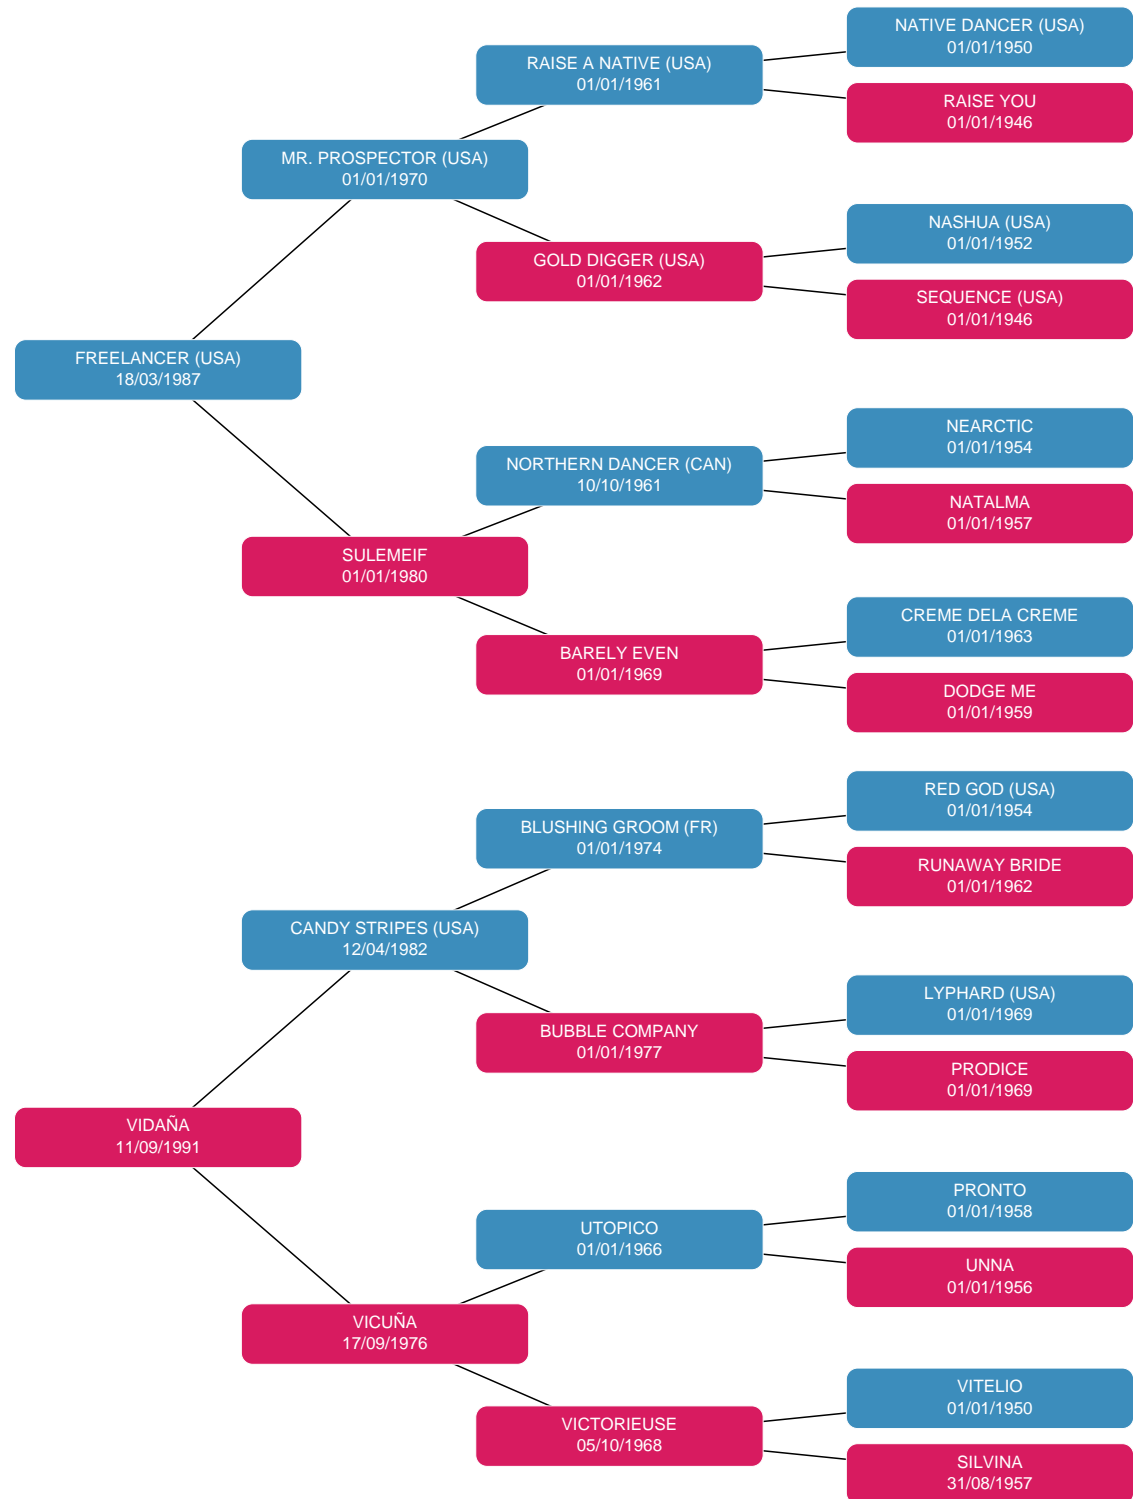 NATIVE DANCER (USA)
01/01/1950
RAISE A NATIVE (USA)
01/01/1961
RAISE YOU
01/01/1946
MR. PROSPECTOR (USA)
01/01/1970
NASHUA (USA)
01/01/1952
GOLD DIGGER (USA)
01/01/1962
SEQUENCE (USA)
01/01/1946
FREELANCER (USA)
18/03/1987
NEARCTIC
01/01/1954
NORTHERN DANCER (CAN)
10/10/1961
NATALMA
01/01/1957
SULEMEIF
01/01/1980
CREME DELA CREME
01/01/1963
BARELY EVEN
01/01/1969
DODGE ME
01/01/1959
RED GOD (USA)
01/01/1954
BLUSHING GROOM (FR)
01/01/1974
RUNAWAY BRIDE
01/01/1962
CANDY STRIPES (USA)
12/04/1982
LYPHARD (USA)
01/01/1969
BUBBLE COMPANY
01/01/1977
PRODICE
01/01/1969
VIDAÑA
11/09/1991
PRONTO
01/01/1958
UTOPICO
01/01/1966
UNNA
01/01/1956
VICUÑA
17/09/1976
VITELIO
01/01/1950
VICTORIEUSE
05/10/1968
SILVINA
31/08/1957